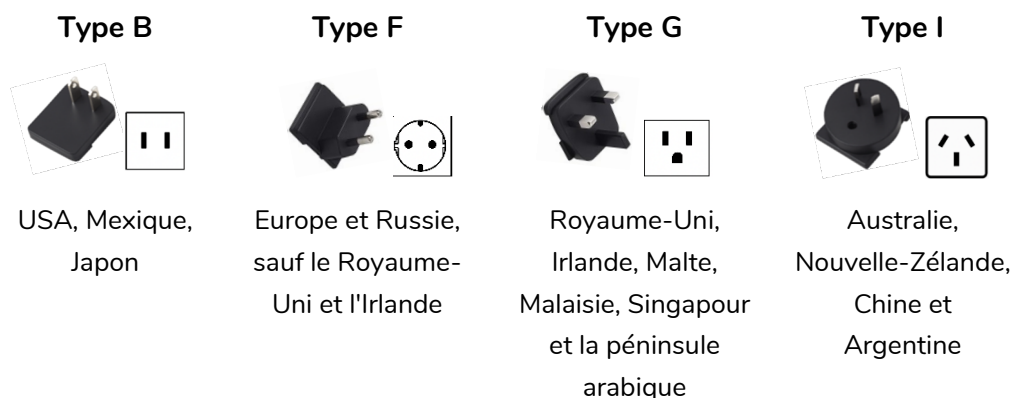 Type B
USA, Mexique,
Japon
Type F
Europe et Russie,
sauf le Royaume-
Uni et l'Irlande
Type G
Royaume-Uni,
Irlande, Malte,
Malaisie, Singapour
et la péninsule
arabique
Type I
Australie,
Nouvelle-Zélande,
Chine et
Argentine